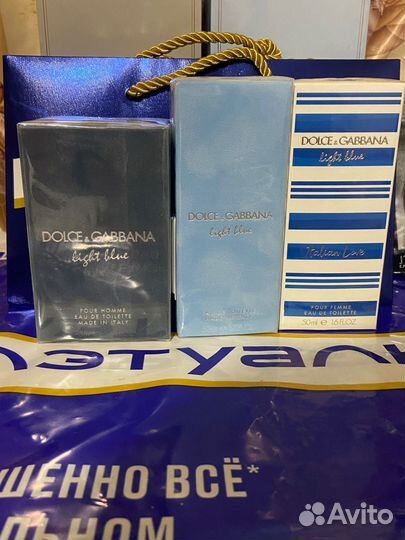 DOLCE & GABBANA
light blue
POUR HOMME
EAU DE TOILETTE
MADE IN ITALY
DOLCE & GABBANA
light blue
DOLCE & GABBANA
light blue
Italian Love
POUR FEMME
EAU DE TOILETTE
50ml ℮ 1.6 FL.OZ.
ЛЭТУАЛЬ
ШЕННО ВСЁ*
ЛЬНОМ
Avito